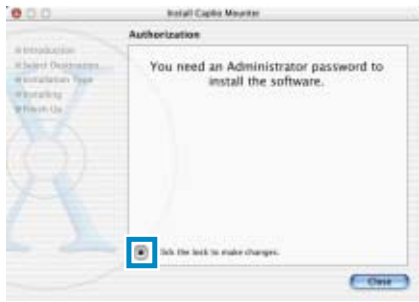 Install Caplio Mounter
Authorization
Introduction
Select Destination
Installation Type
Installing
Finish Up
You need an Administrator password to
install the software.
Click the lock to make changes.
Close